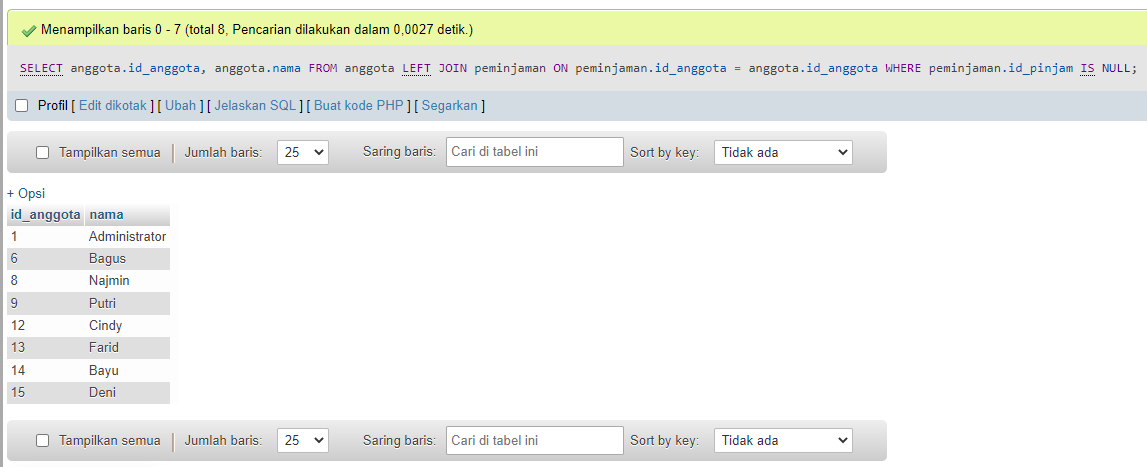 Menampilkan baris 0 - 7 (total 8, Pencarian dilakukan dalam 0,0027 detik.)
SELECT anggota.id_anggota, anggota.nama FROM anggota LEFT JOIN peminjaman ON peminjaman.id_anggota = anggota.id_anggota WHERE peminjaman.id_pinjam IS NULL;
Profil [ Edit dikotak ] [ Ubah ] [ Jelaskan SQL ] [ Buat kode PHP ] [ Segarkan ]
Tampilkan semua | Jumlah baris: 25 Saring baris: Cari di tabel ini Sort by key: Tidak ada
+ Opsi
id_anggota nama
1 Administrator
6 Bagus
8 Najmin
9 Putri
12 Cindy
13 Farid
14 Bayu
15 Deni
Tampilkan semua | Jumlah baris: 25 Saring baris: Cari di tabel ini Sort by key: Tidak ada